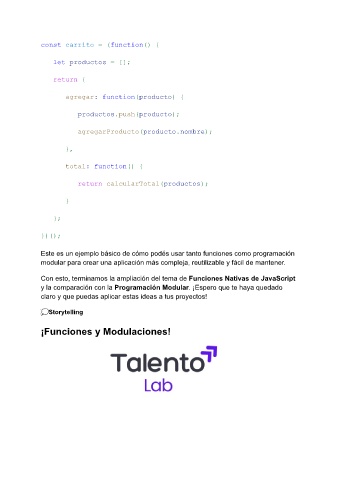 const carrito = (function() {
let productos = [];
return {
agregar: function(producto) {
productos.push(producto);
agregarProducto(producto.nombre);
},
total: function() {
return calcularTotal(productos);
}
};
})();
Este es un ejemplo básico de cómo podés usar tanto funciones como programación
modular para crear una aplicación más compleja, reutilizable y fácil de mantener.
Con esto, terminamos la ampliación del tema de Funciones Nativas de JavaScript
y la comparación con la Programación Modular. ¡Espero que te haya quedado
claro y que puedas aplicar estas ideas a tus proyectos!
💭Storytelling
¡Funciones y Modulaciones!
Talento
Lab